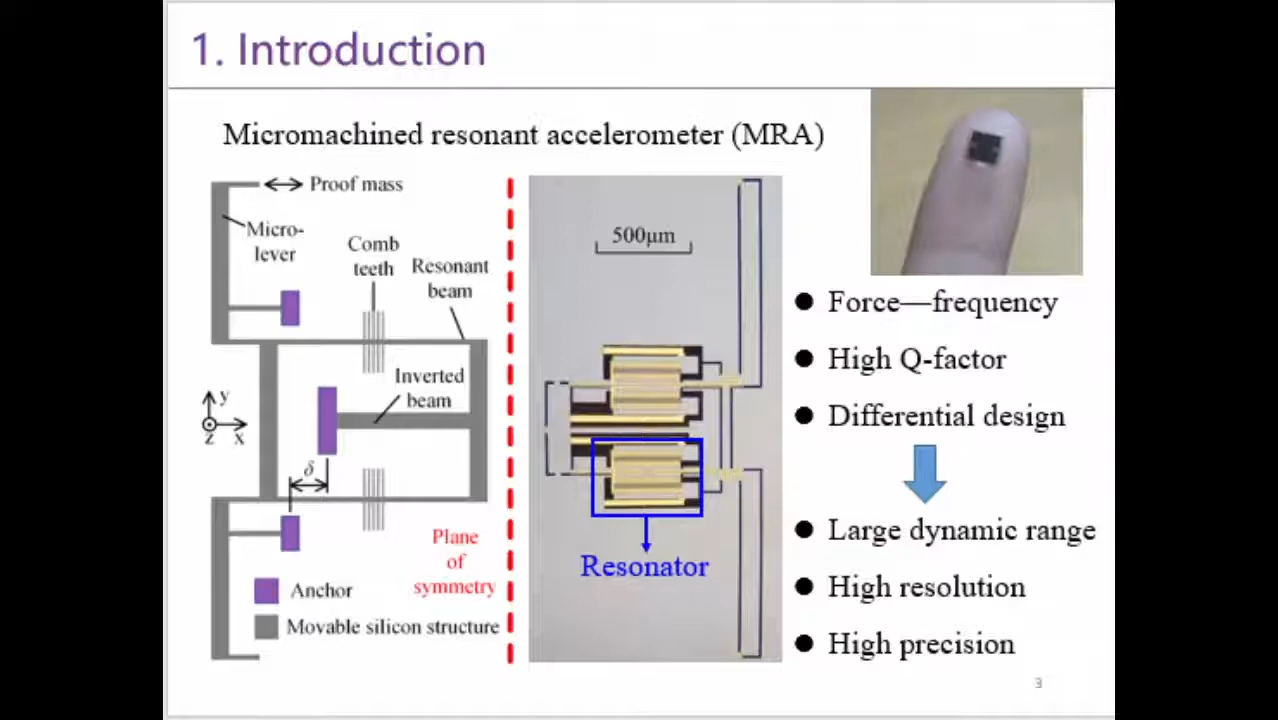 1. Introduction
Micromachined resonant accelerometer (MRA)
Proof mass
Micro-
lever
Comb
teeth
Resonant
beam
Inverted
beam
y
z
x
δ
Plane
of
symmetry
Anchor
Movable silicon structure
500μm
Resonator
● Force—frequency
● High Q-factor
● Differential design
● Large dynamic range
● High resolution
● High precision
3